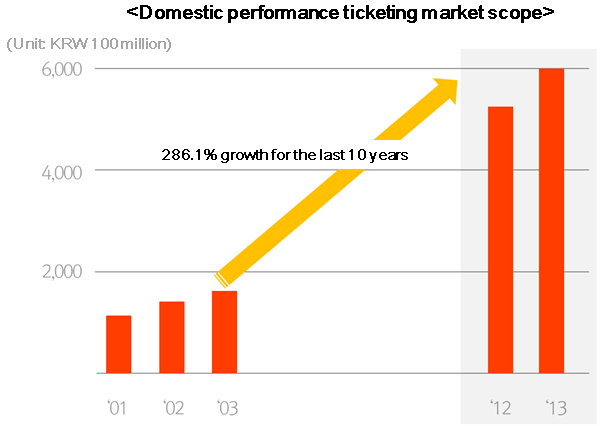 <Domestic performance ticketing market scope>
(Unit: KRW 100 million)
6,000
286.1% growth for the last 10 years
4,000
2,000
‘01 ‘02 ‘03 ‘12 ‘13